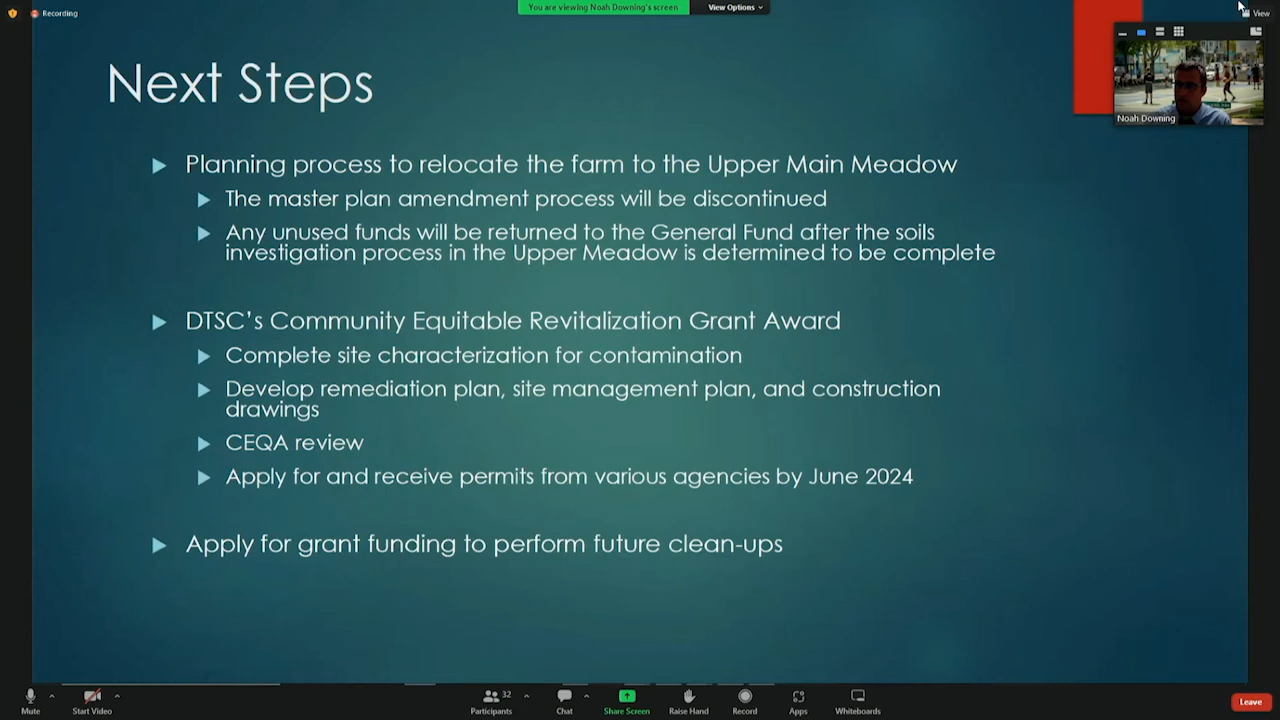 Recording
You are viewing Noah Downing's screen
View Options
View
Noah Downing
Next Steps
Planning process to relocate the farm to the Upper Main Meadow
The master plan amendment process will be discontinued
Any unused funds will be returned to the General Fund after the soils
investigation process in the Upper Meadow is determined to be complete
DTSC's Community Equitable Revitalization Grant Award
Complete site characterization for contamination
Develop remediation plan, site management plan, and construction
drawings
CEQA review
Apply for and receive permits from various agencies by June 2024
Apply for grant funding to perform future clean-ups
32
Mute
Start Video
Participants
Chat
Share Screen
Raise Hand
Record
Apps
Whiteboards
Leave